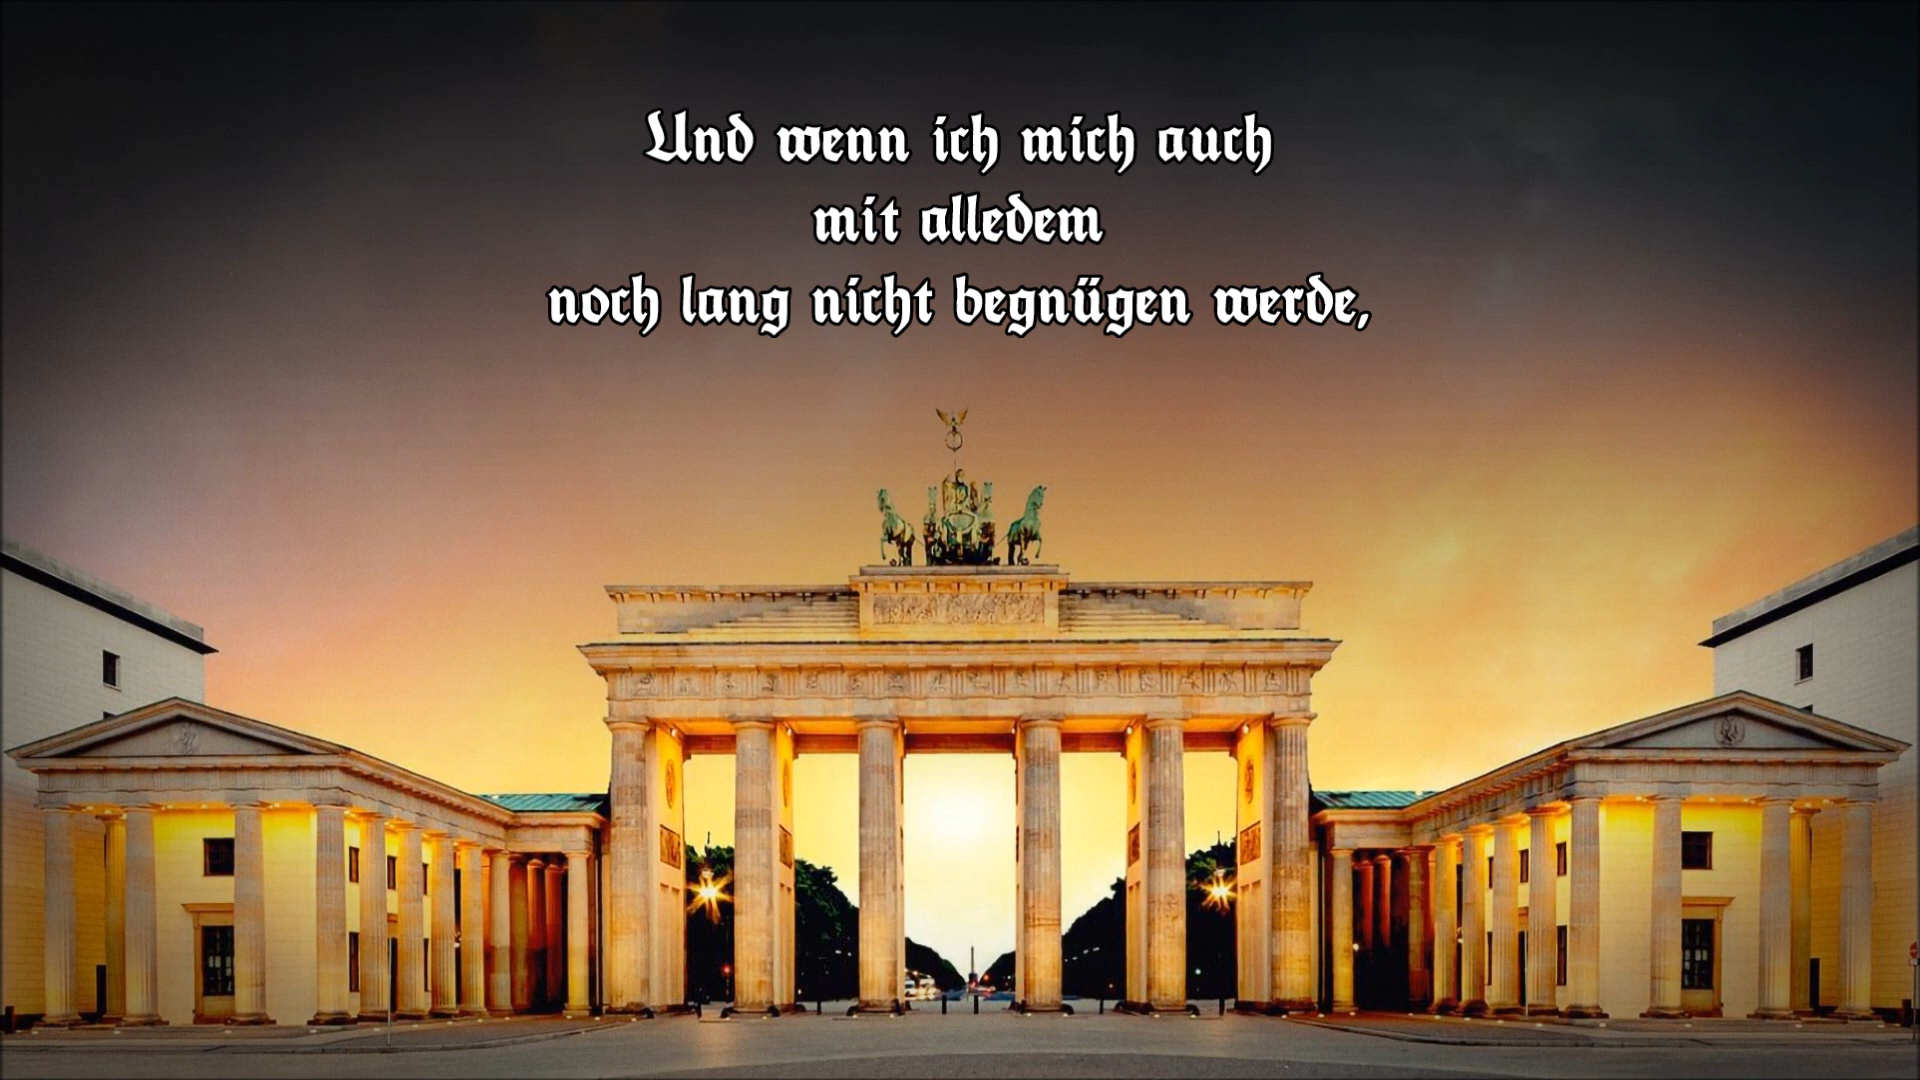 Und wenn ich mich auch
mit alledem
noch lang nicht begnügen werde,